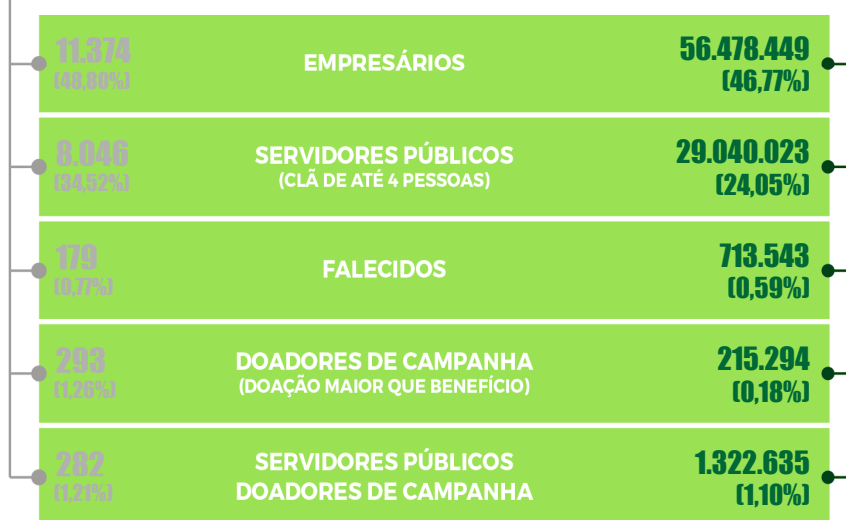 11.374
(48,80%)
EMPRESÁRIOS
56.478.449
(46,77%)
8.046
(34,52%)
SERVIDORES PÚBLICOS
(CLÃ DE ATÉ 4 PESSOAS)
29.040.023
(24,05%)
179
(0,77%)
FALECIDOS
713.543
(0,59%)
293
(1,26%)
DOADORES DE CAMPANHA
(DOAÇÃO MAIOR QUE BENEFÍCIO)
215.294
(0,18%)
282
(1,21%)
SERVIDORES PÚBLICOS
DOADORES DE CAMPANHA
1.322.635
(1,10%)